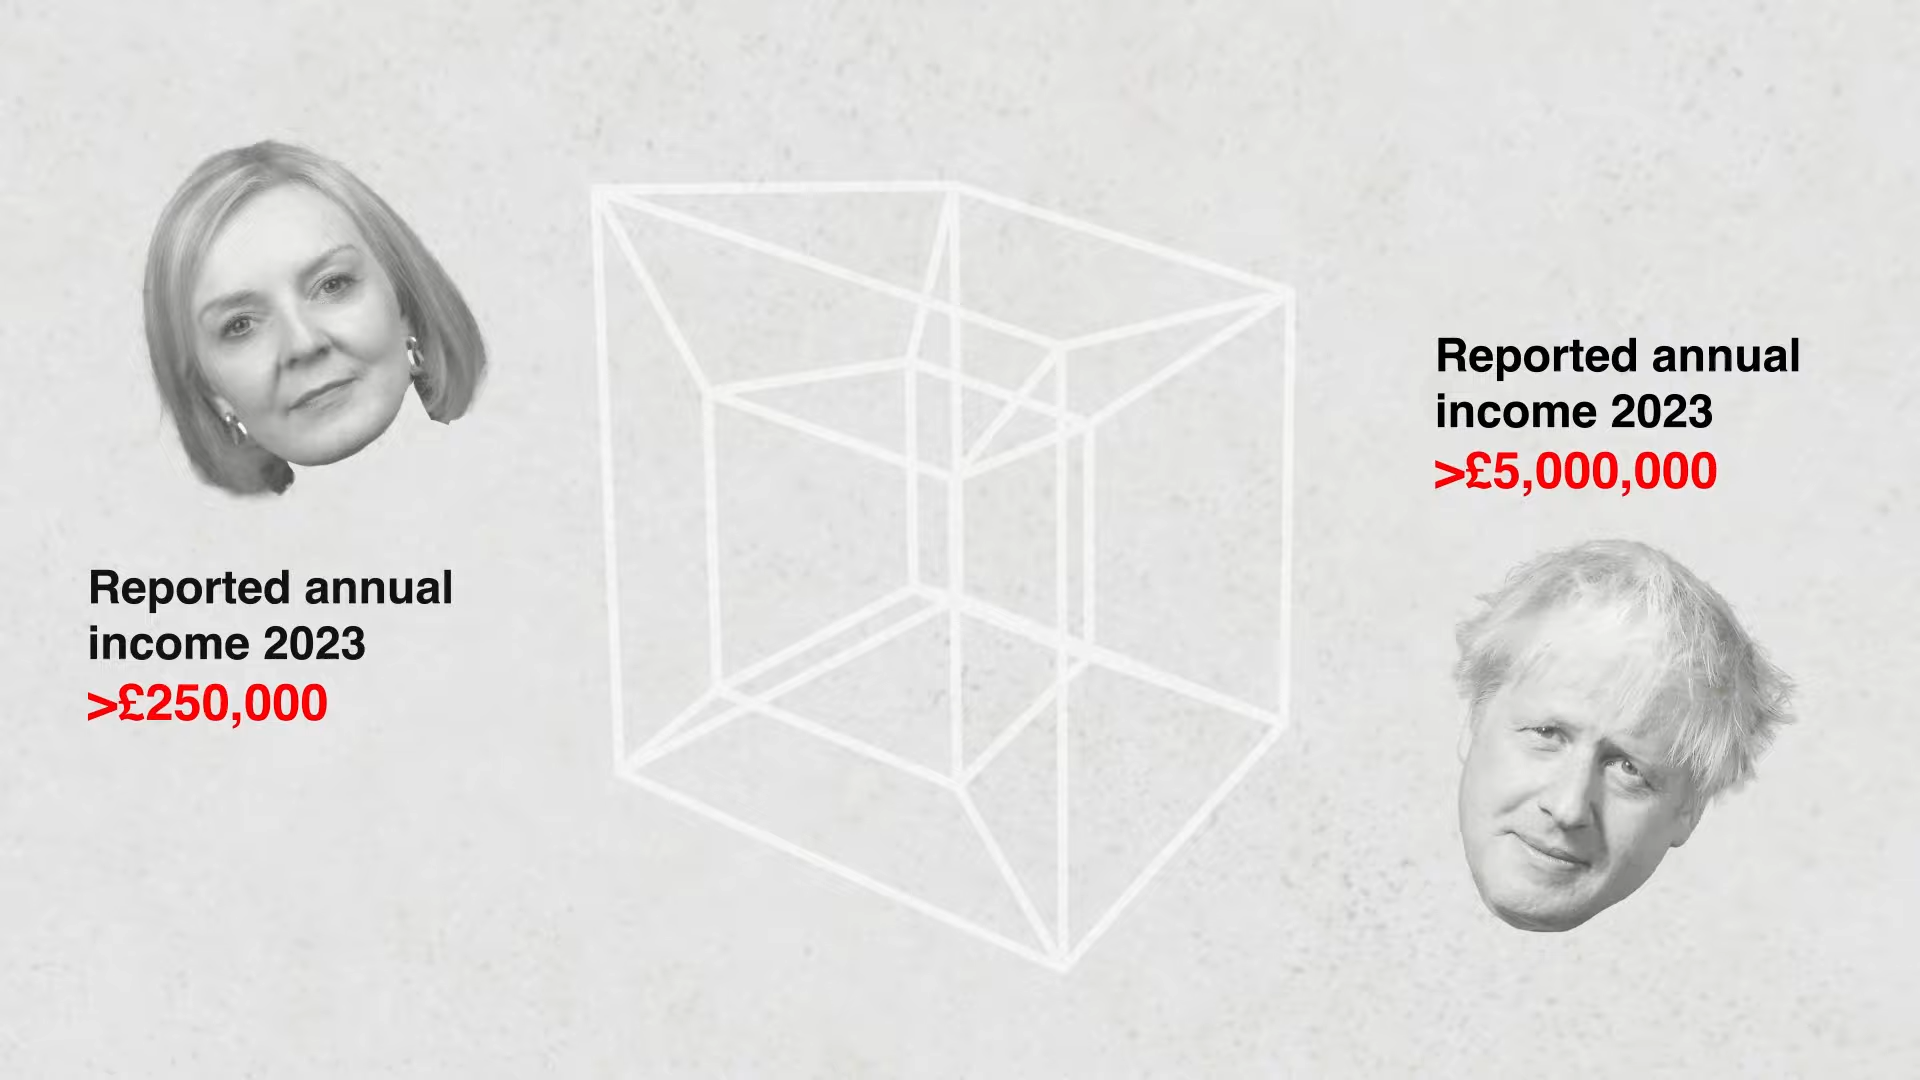 Reported annual
income 2023
>£250,000
Reported annual
income 2023
>£5,000,000